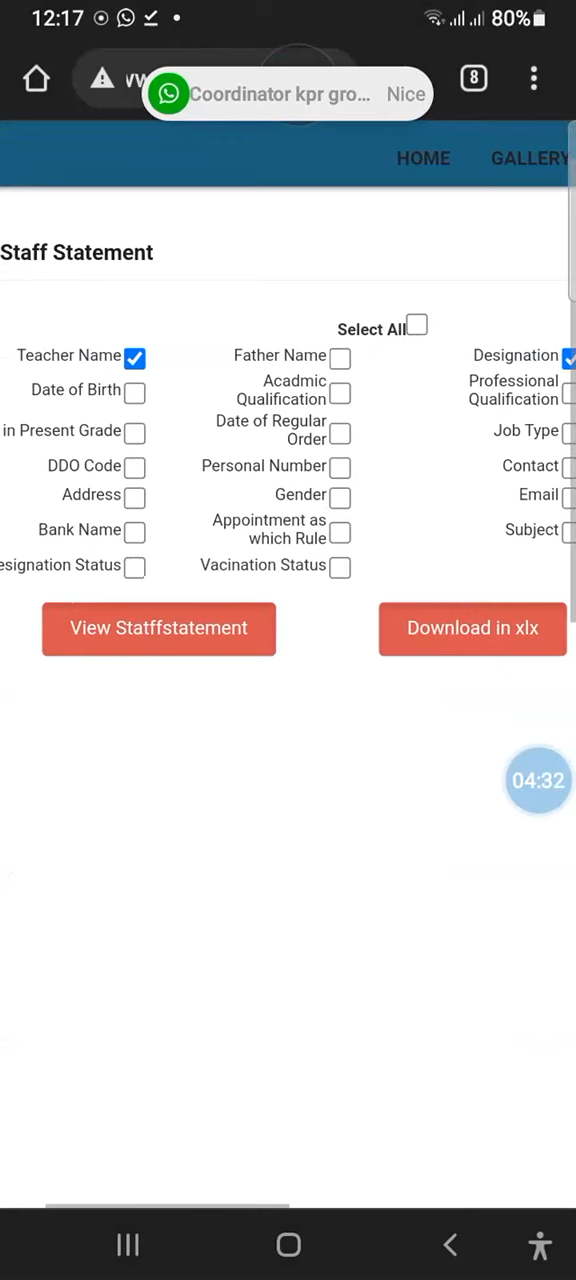 12:17
80%
8
Coordinator kpr gro... Nice
HOME GALLERY
Staff Statement
Select All
Teacher Name Father Name Designation
Date of Birth Acadmic Qualification Professional Qualification
in Present Grade Date of Regular Order Job Type
DDO Code Personal Number Contact
Address Gender Email
Bank Name Appointment as which Rule Subject
esignation Status Vacination Status
View Statffstatement Download in xlx
04:32